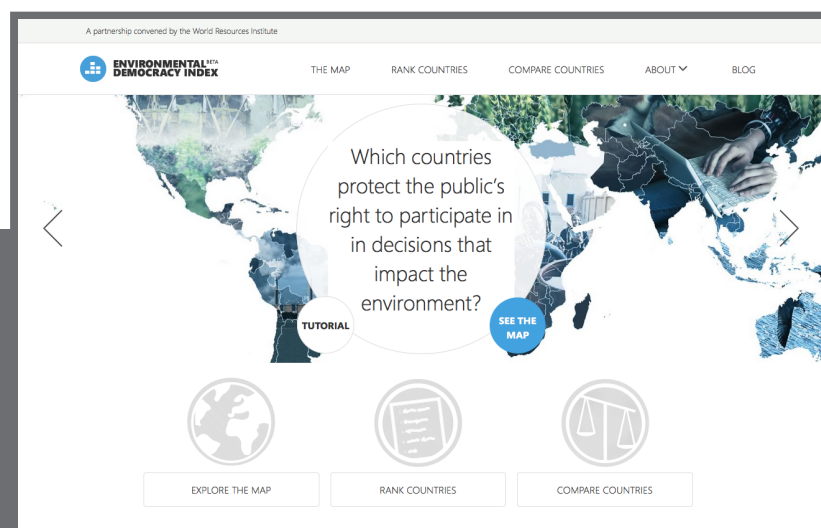 A partnership convened by the World Resources Institute
ENVIRONMENTAL BETA
DEMOCRACY INDEX
THE MAP
RANK COUNTRIES
COMPARE COUNTRIES
ABOUT
BLOG
Which countries
protect the public's
right to participate in
in decisions that
impact the
environment?
TUTORIAL
SEE THE
MAP
EXPLORE THE MAP
RANK COUNTRIES
COMPARE COUNTRIES